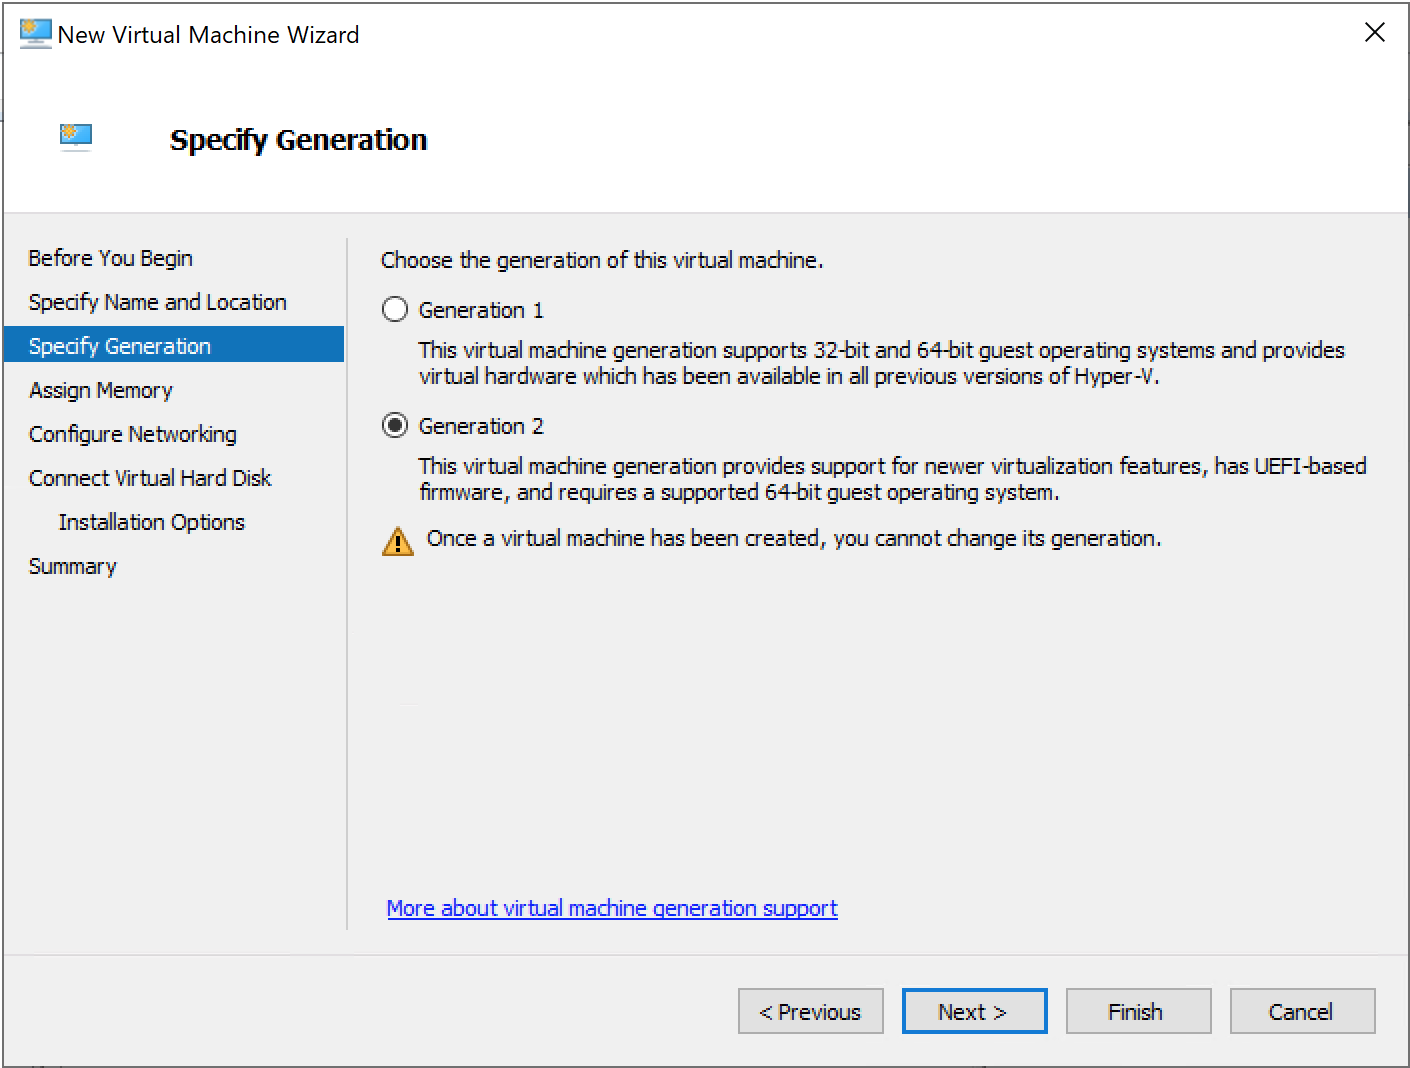 New Virtual Machine Wizard
Specify Generation
Before You Begin
Specify Name and Location
Specify Generation
Assign Memory
Configure Networking
Connect Virtual Hard Disk
Installation Options
Summary
Choose the generation of this virtual machine.
Generation 1
This virtual machine generation supports 32-bit and 64-bit guest operating systems and provides
virtual hardware which has been available in all previous versions of Hyper-V.
Generation 2
This virtual machine generation provides support for newer virtualization features, has UEFI-based
firmware, and requires a supported 64-bit guest operating system.
Once a virtual machine has been created, you cannot change its generation.
More about virtual machine generation support
< Previous
Next >
Finish
Cancel